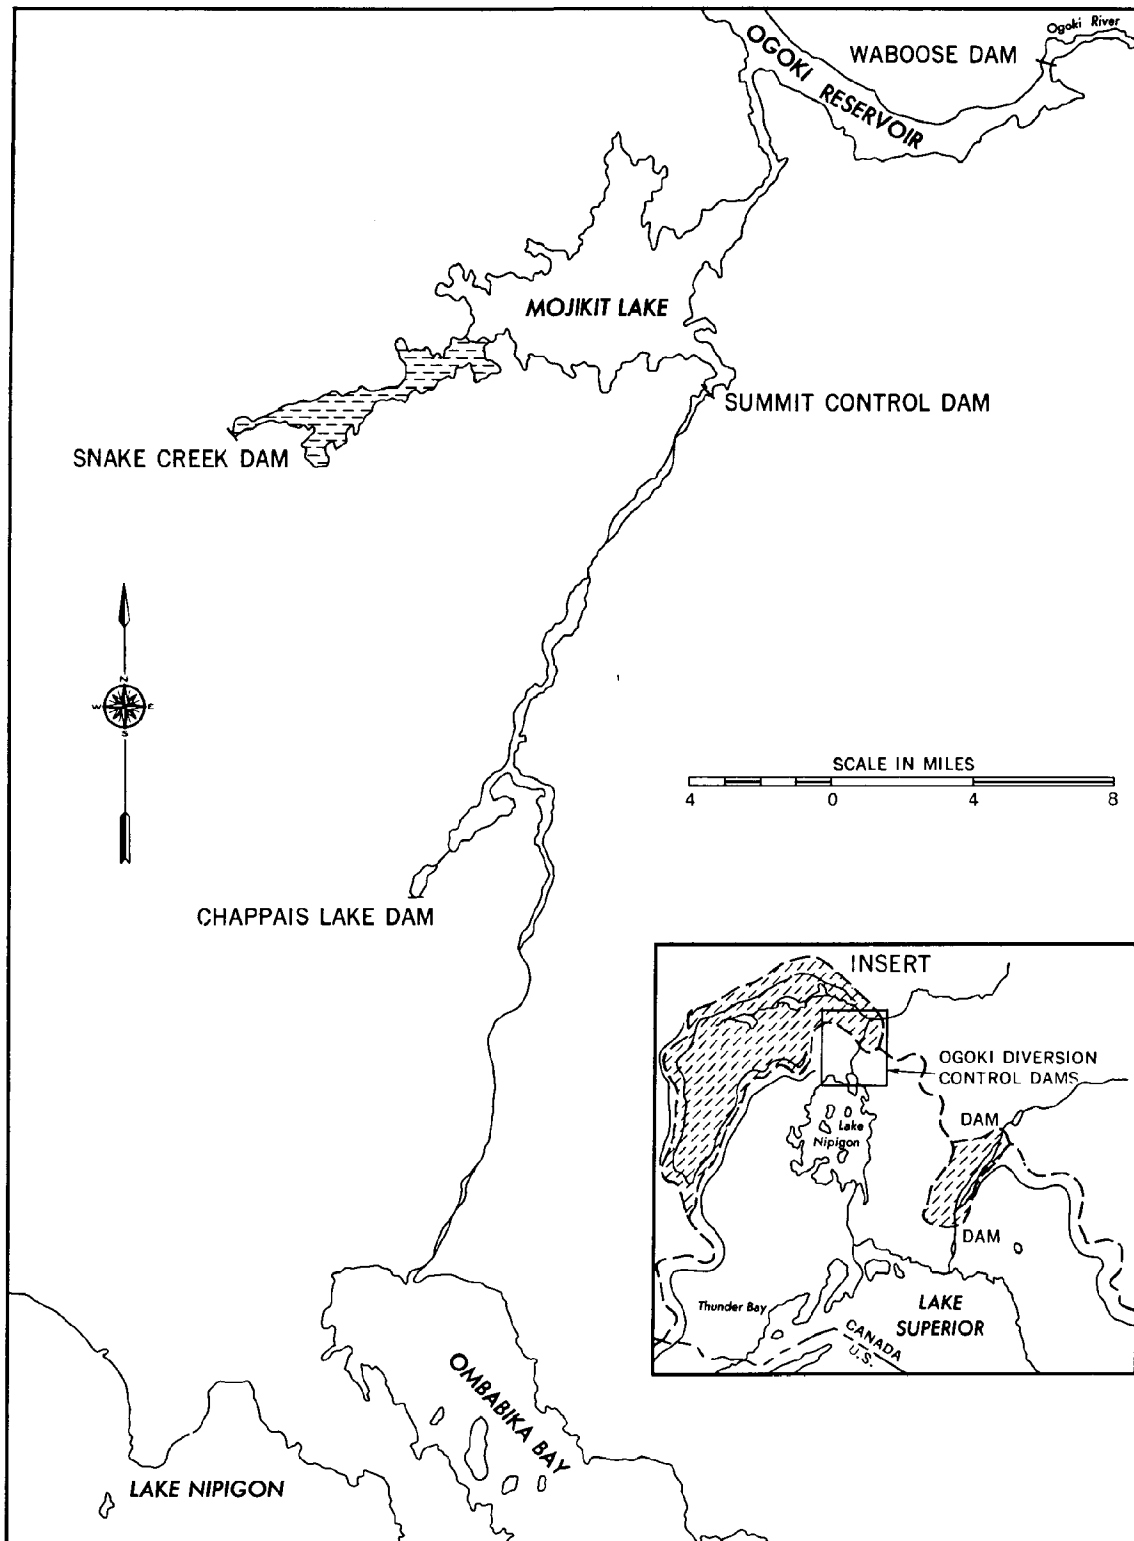 Ogoki River
WABOOSE DAM
OGOKI RESERVOIR
MOJIKIT LAKE
SUMMIT CONTROL DAM
SNAKE CREEK DAM
N
W E
S
SCALE IN MILES
4 0 4 8
CHAPPAIS LAKE DAM
INSERT
OGOKI DIVERSION
CONTROL DAMS
DAM
Lake
Nipigon
DAM
Thunder Bay
LAKE
SUPERIOR
CANADA
U.S.
OMBABIKA BAY
LAKE NIPIGON